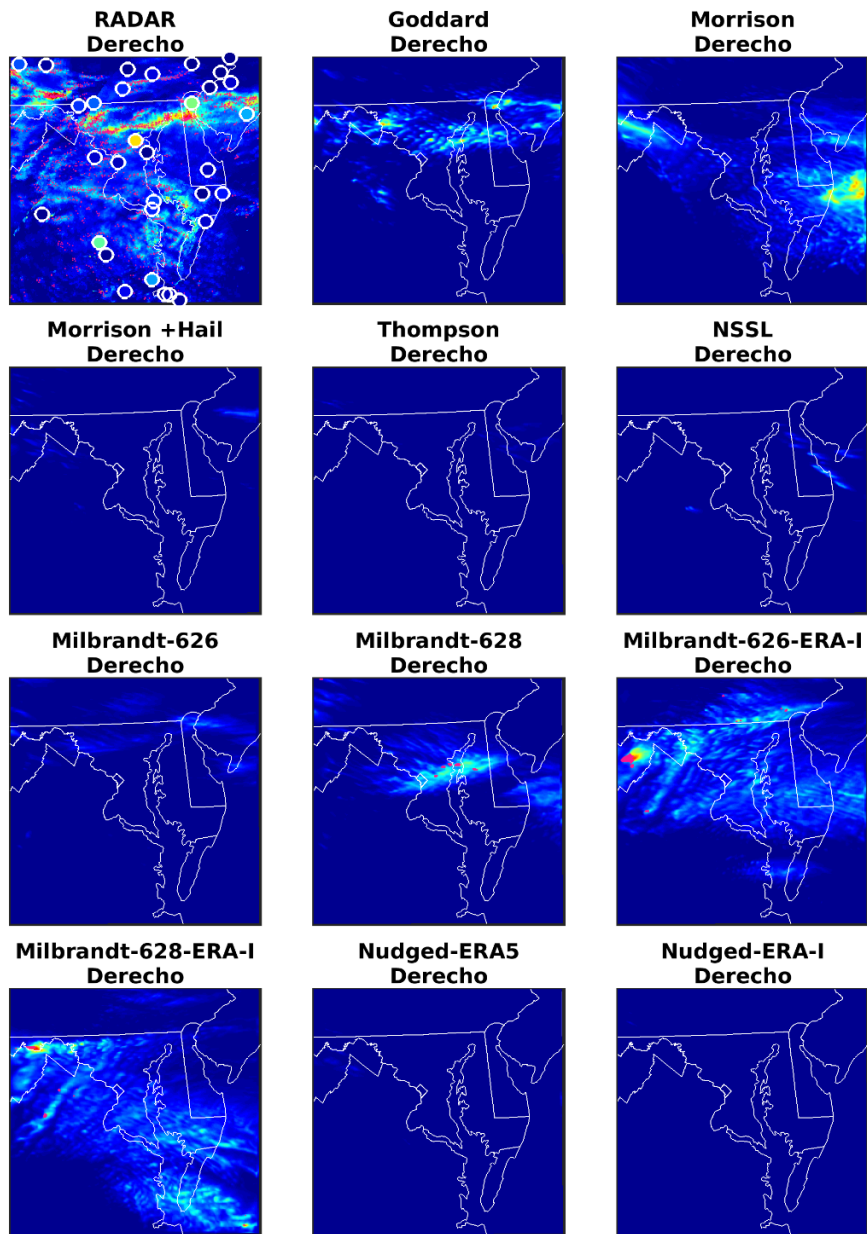 RADAR
Derecho
Goddard
Derecho
Morrison
Derecho
Morrison +Hail
Derecho
Thompson
Derecho
NSSL
Derecho
Milbrandt-626
Derecho
Milbrandt-628
Derecho
Milbrandt-626-ERA-I
Derecho
Milbrandt-628-ERA-I
Derecho
Nudged-ERA5
Derecho
Nudged-ERA-I
Derecho